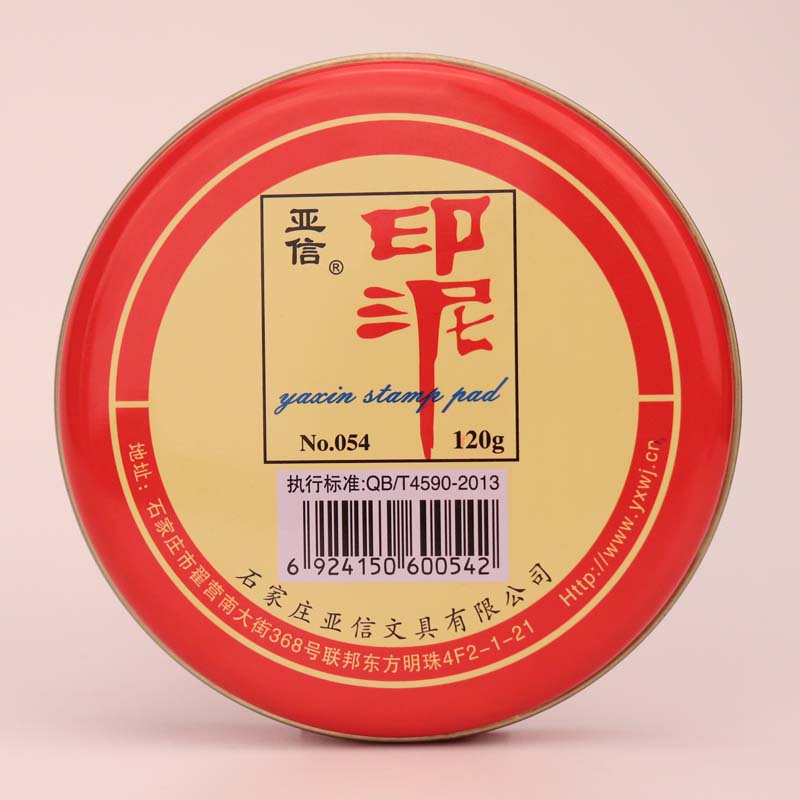 亚信®
印泥
yaxin stamp pad
No.054 120g
执行标准:QB/T4590-2013
6 924150 600542
石家庄亚信文具有限公司
地址:石家庄市翟营南大街368号联邦东方明珠4F2-1-21
Http://www.yxwj.cn